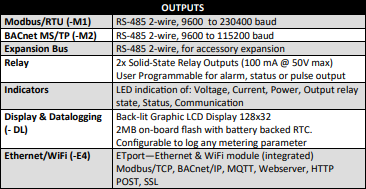 OUTPUTS
Modbus/RTU (-M1) RS-485 2-wire, 9600 to 230400 baud
BACnet MS/TP (-M2) RS-485 2-wire, 9600 to 115200 baud
Expansion Bus RS-485 2-wire, for accessory expansion
Relay 2x Solid-State Relay Outputs (100 mA @ 50V max)
User Programmable for alarm, status or pulse output
Indicators LED indication of: Voltage, Current, Power, Output relay
state, Status, Communication
Display & Datalogging Back-lit Graphic LCD Display 128x32
(- DL) 2MB on-board flash with battery backed RTC.
Configurable to log any metering parameter
Ethernet/WiFi (-E4) ETport—Ethernet & WiFi module (integrated)
Modbus/TCP, BACnet/IP, MQTT, Webserver, HTTP
POST, SSL